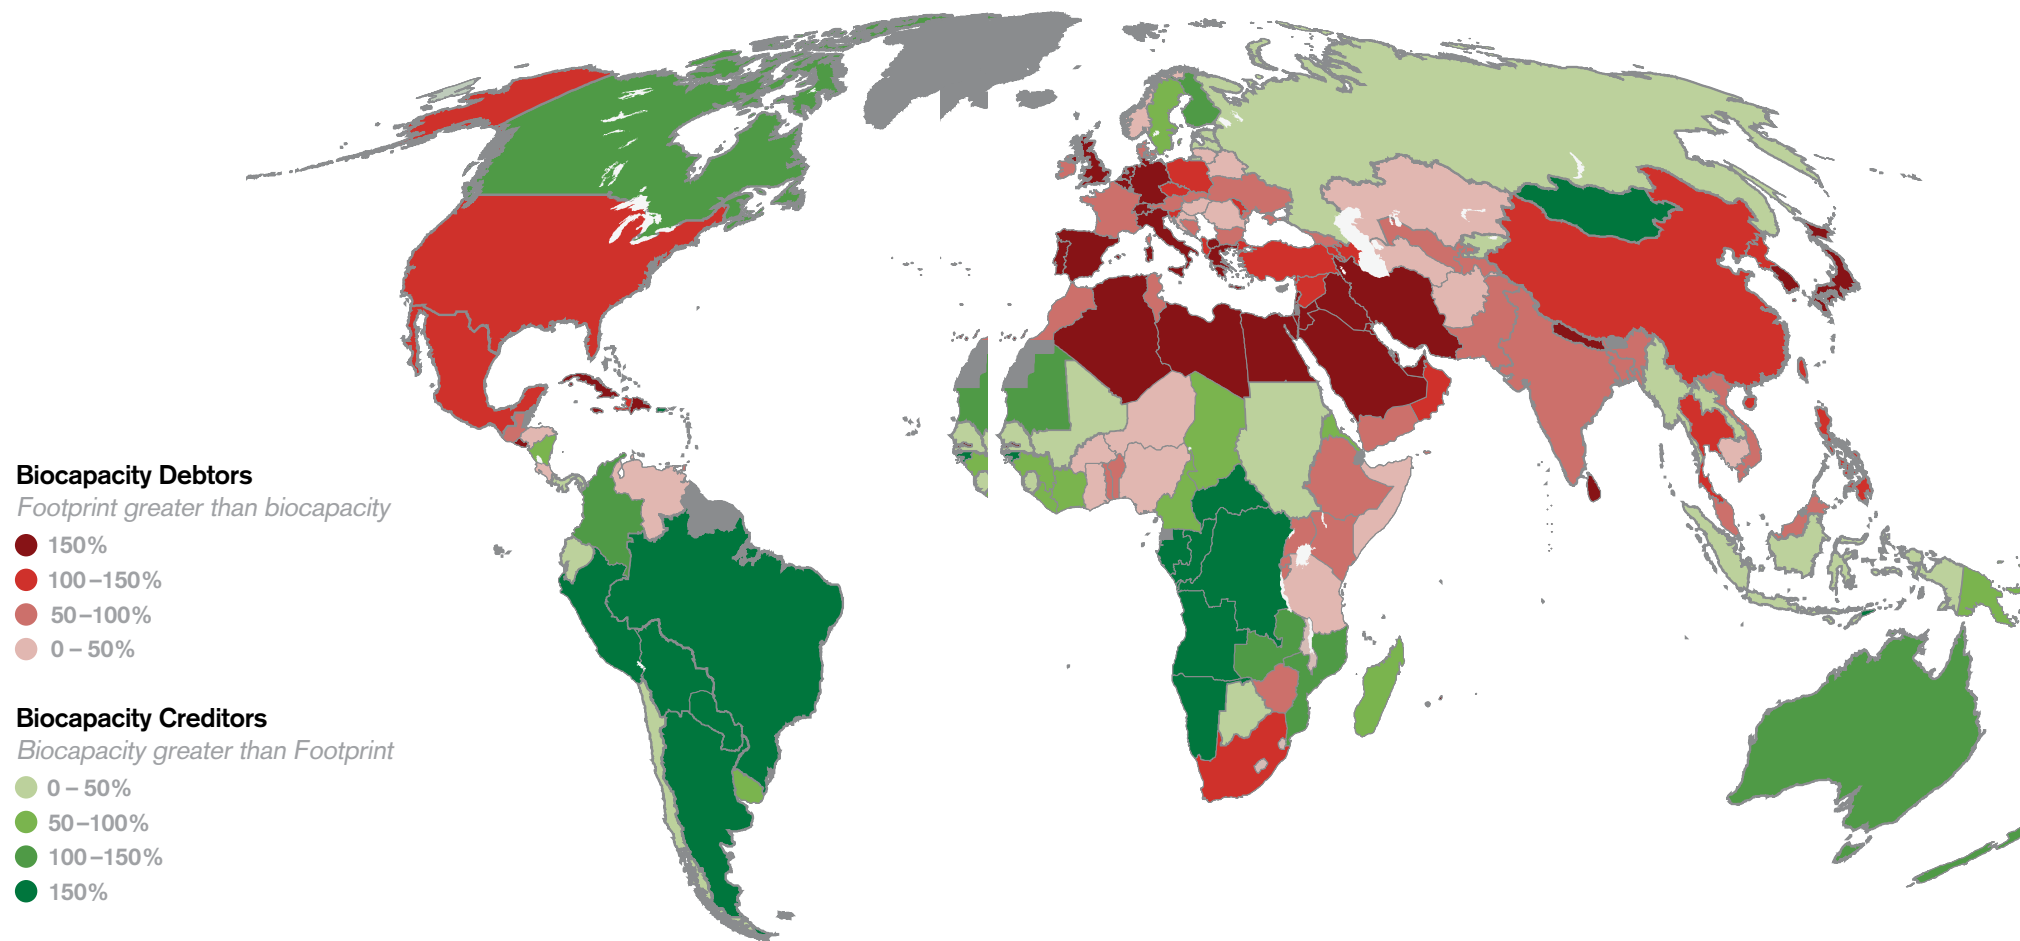 Biocapacity Debtors
Footprint greater than biocapacity
150%
100–150%
50–100%
0–50%
Biocapacity Creditors
Biocapacity greater than Footprint
0–50%
50–100%
100–150%
150%